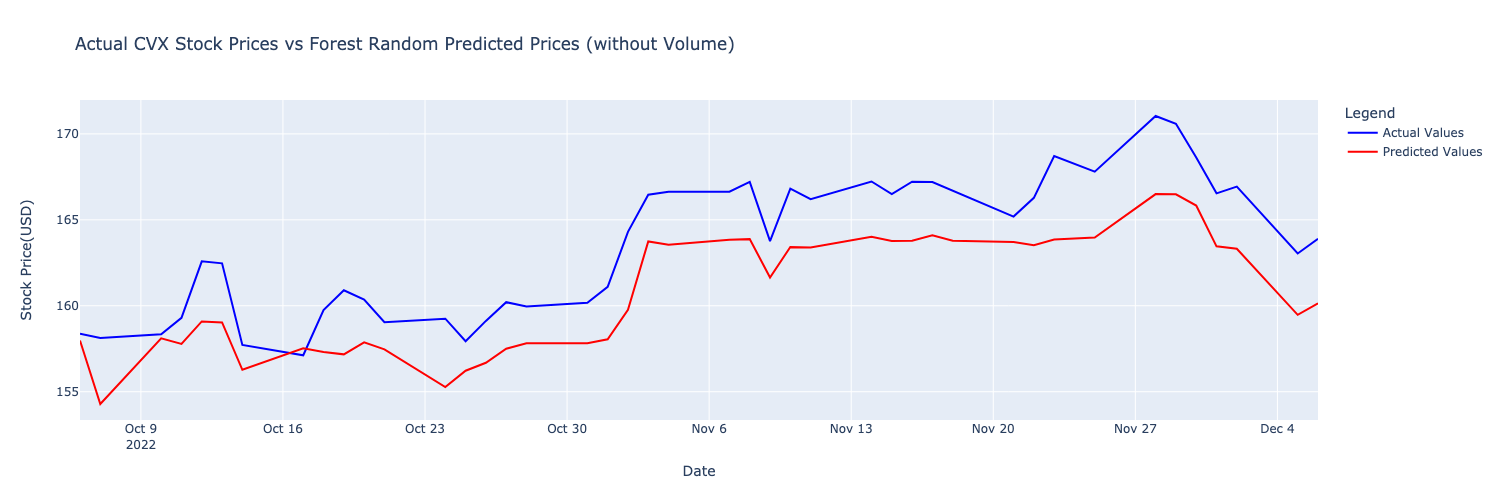 Actual CVX Stock Prices vs Forest Random Predicted Prices (without Volume)
Legend
Actual Values
Predicted Values
Stock Price(USD)
170
165
160
155
Oct 9
2022
Oct 16
Oct 23
Oct 30
Nov 6
Nov 13
Nov 20
Nov 27
Dec 4
Date